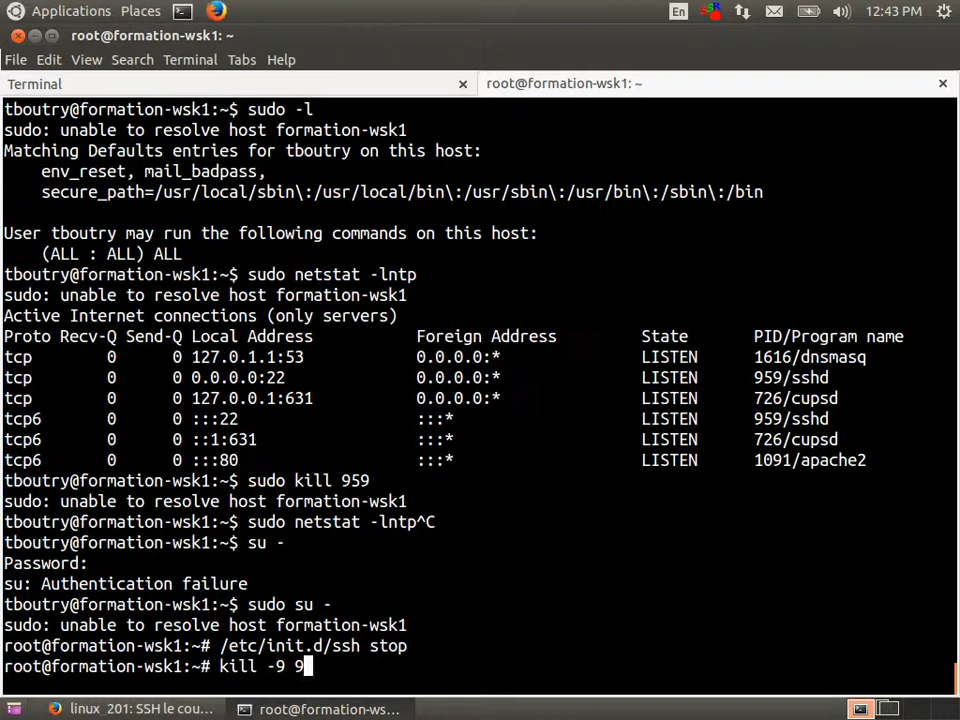 Applications Places En 12:43 PM
root@formation-wsk1: ~
File Edit View Search Terminal Tabs Help
Terminal root@formation-wsk1: ~
tboutry@formation-wsk1:~$ sudo -l
sudo: unable to resolve host formation-wsk1
Matching Defaults entries for tboutry on this host:
    env_reset, mail_badpass,
    secure_path=/usr/local/sbin\:/usr/local/bin\:/usr/sbin\:/usr/bin\:/sbin\:/bin
User tboutry may run the following commands on this host:
    (ALL : ALL) ALL
tboutry@formation-wsk1:~$ sudo netstat -lntp
sudo: unable to resolve host formation-wsk1
Active Internet connections (only servers)
Proto Recv-Q Send-Q Local Address           Foreign Address         State       PID/Program name
tcp        0      0 127.0.1.1:53            0.0.0.0:*               LISTEN      1616/dnsmasq
tcp        0      0 0.0.0.0:22              0.0.0.0:*               LISTEN      959/sshd
tcp        0      0 127.0.0.1:631           0.0.0.0:*               LISTEN      726/cupsd
tcp6       0      0 :::22                   :::*                    LISTEN      959/sshd
tcp6       0      0 ::1:631                 :::*                    LISTEN      726/cupsd
tcp6       0      0 :::80                   :::*                    LISTEN      1091/apache2
tboutry@formation-wsk1:~$ sudo kill 959
sudo: unable to resolve host formation-wsk1
tboutry@formation-wsk1:~$ sudo netstat -lntp^C
tboutry@formation-wsk1:~$ su -
Password:
su: Authentication failure
tboutry@formation-wsk1:~$ sudo su -
sudo: unable to resolve host formation-wsk1
root@formation-wsk1:~# /etc/init.d/ssh stop
root@formation-wsk1:~# kill -9 9
linux_201: SSH le cou... root@formation-ws...